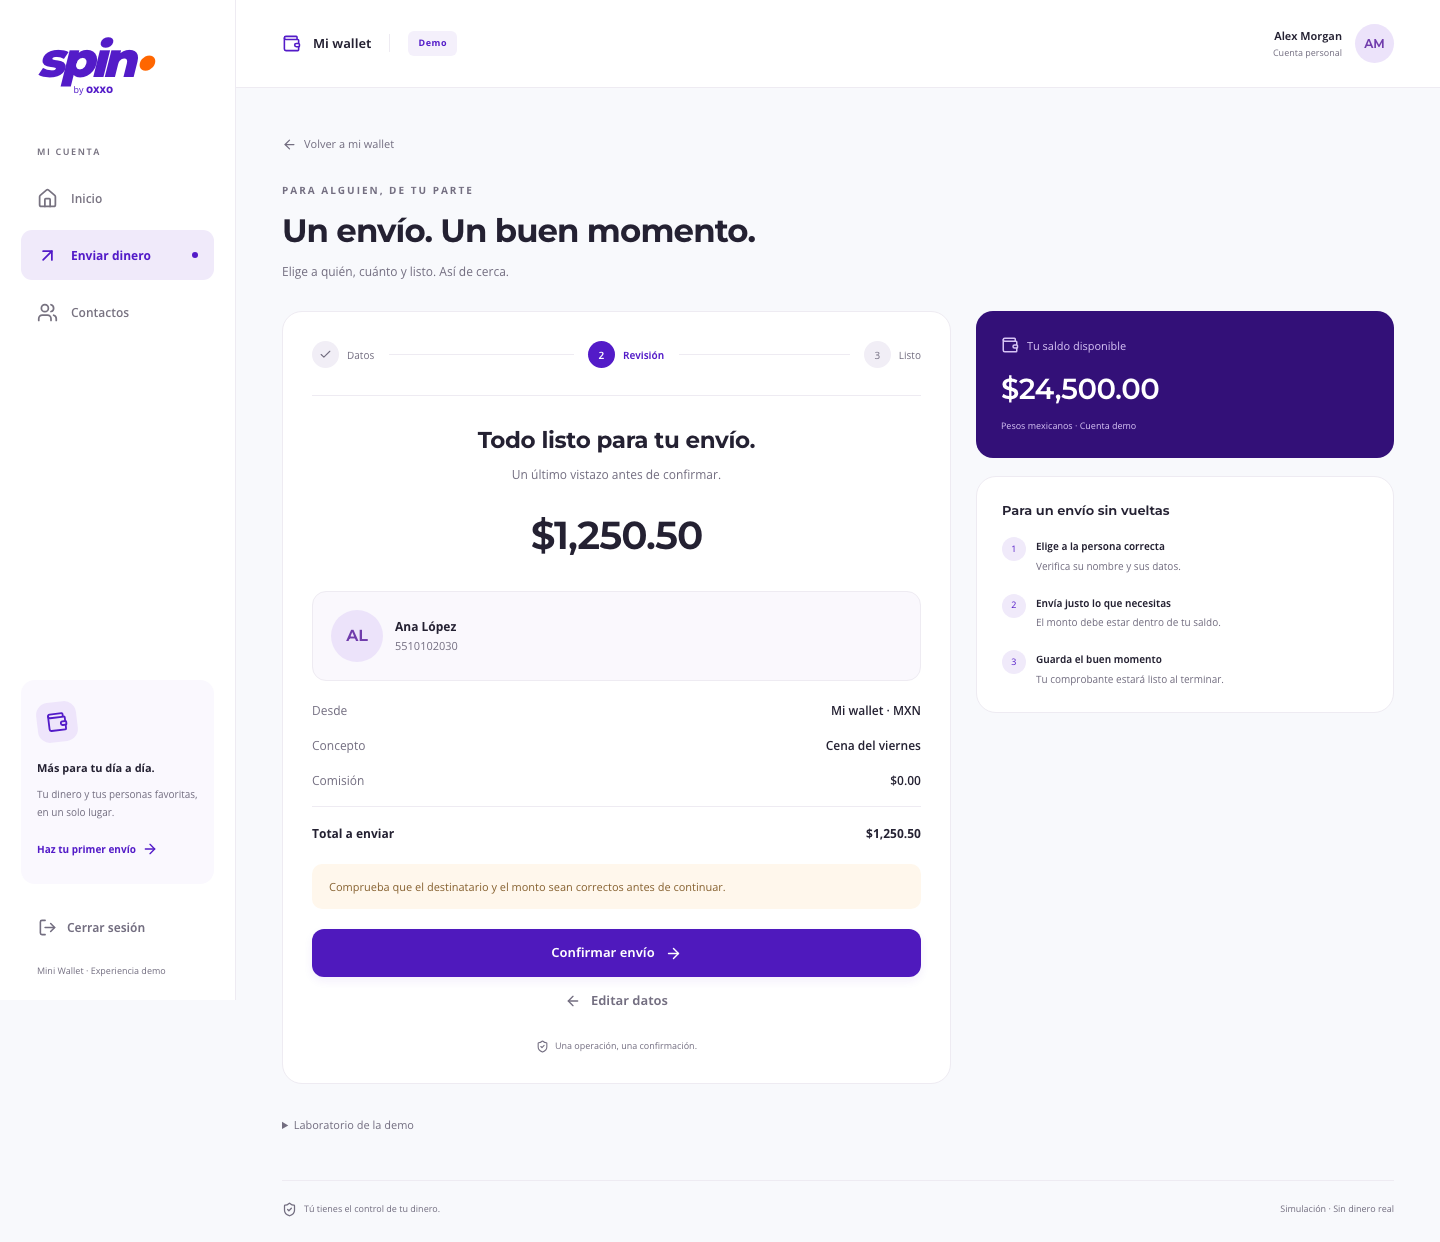 spin
by OXXO
MI CUENTA
Inicio
Enviar dinero
Contactos
Más para tu día a día.
Tu dinero y tus personas favoritas,
en un solo lugar.
Haz tu primer envío
Cerrar sesión
Mini Wallet · Experiencia demo
Mi wallet
Demo
Alex Morgan
Cuenta personal
AM
Volver a mi wallet
PARA ALGUIEN, DE TU PARTE
Un envío. Un buen momento.
Elige a quién, cuánto y listo. Así de cerca.
Datos
2 Revisión
3 Listo
Todo listo para tu envío.
Un último vistazo antes de confirmar.
$1,250.50
AL
Ana López
5510102030
Desde Mi wallet · MXN
Concepto Cena del viernes
Comisión $0.00
Total a enviar $1,250.50
Comprueba que el destinatario y el monto sean correctos antes de continuar.
Confirmar envío
Editar datos
Una operación, una confirmación.
Tu saldo disponible
$24,500.00
Pesos mexicanos · Cuenta demo
Para un envío sin vueltas
1 Elige a la persona correcta
Verifica su nombre y sus datos.
2 Envía justo lo que necesitas
El monto debe estar dentro de tu saldo.
3 Guarda el buen momento
Tu comprobante estará listo al terminar.
Laboratorio de la demo
Tú tienes el control de tu dinero.
Simulación · Sin dinero real